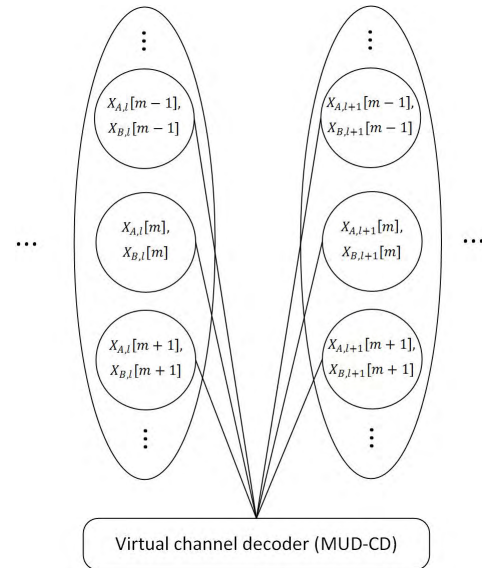 ⋮ ⋮
X_{A,l}[m − 1], X_{A,l+1}[m − 1],
X_{B,l}[m − 1] X_{B,l+1}[m − 1]
X_{A,l}[m], X_{A,l+1}[m],
… X_{B,l}[m] X_{B,l+1}[m] …
X_{A,l}[m + 1], X_{A,l+1}[m + 1],
X_{B,l}[m + 1] X_{B,l+1}[m + 1]
⋮ ⋮
Virtual channel decoder (MUD-CD)